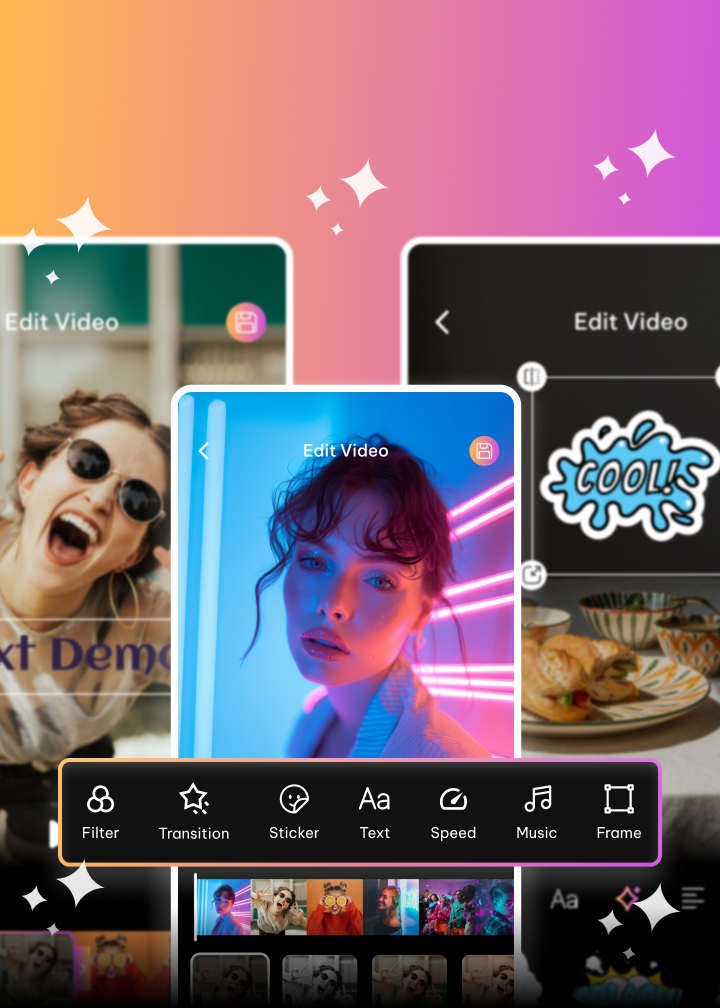 Edit Video
Edit Video
Edit Video
COOL!
xt Demo
Filter
Transition
Sticker
Text
Speed
Music
Frame
Aa
Aa